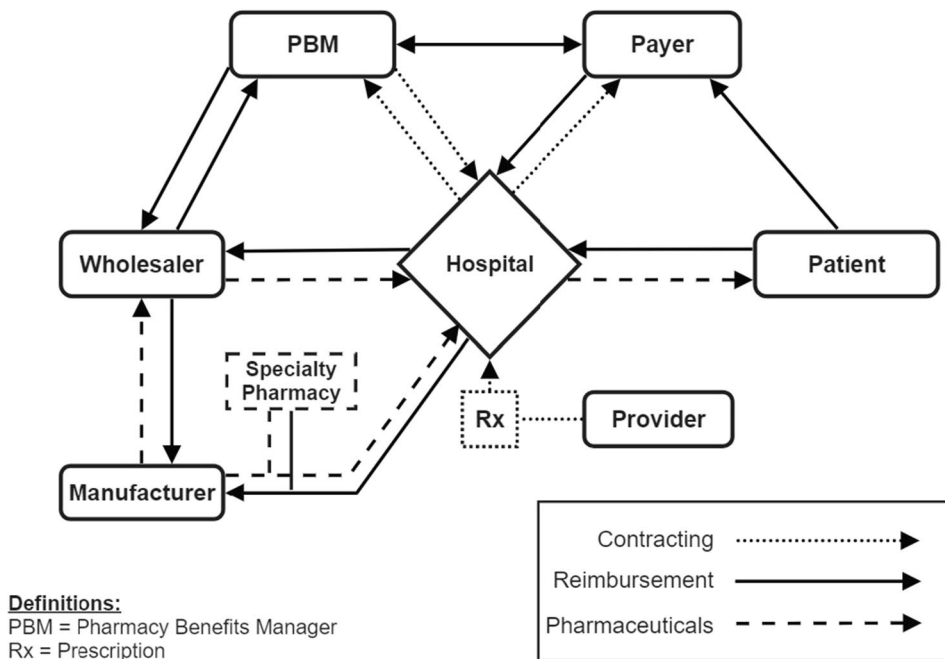 PBM
Payer
Wholesaler
Hospital
Patient
Specialty
Pharmacy
Rx
Provider
Manufacturer
Contracting
Reimbursement
Pharmaceuticals
Definitions:
PBM = Pharmacy Benefits Manager
Rx = Prescription